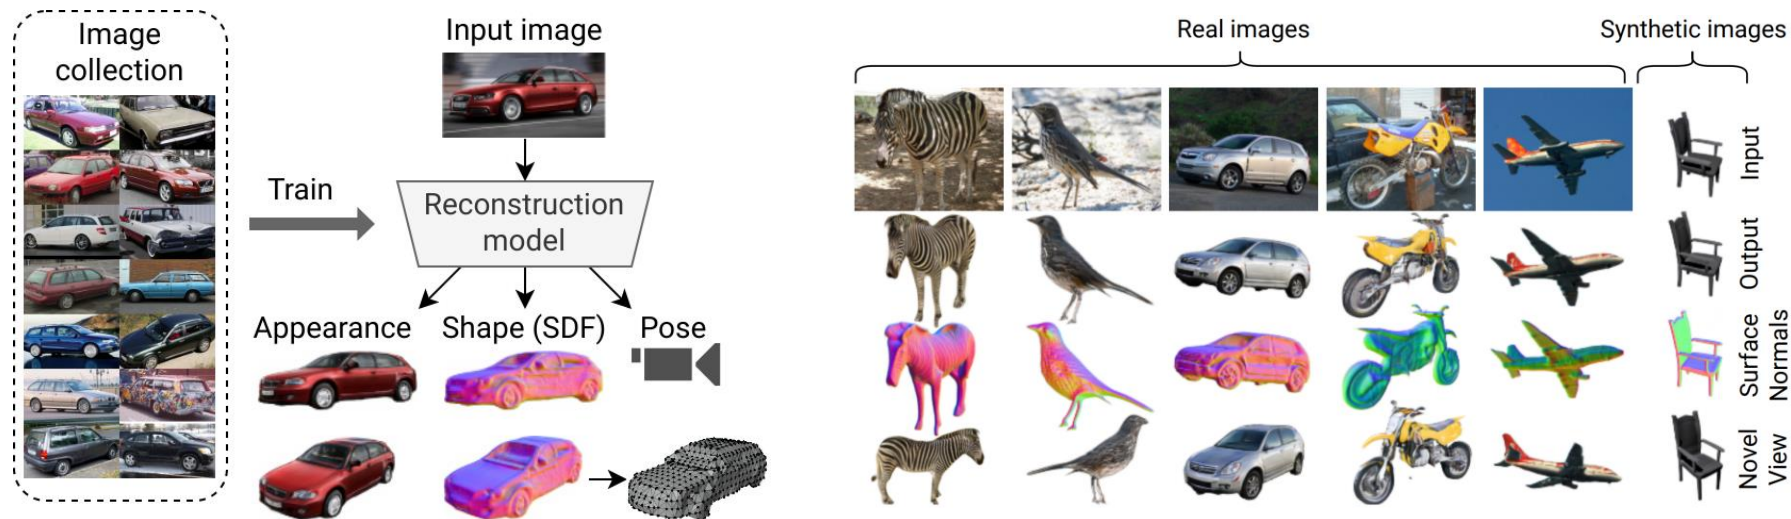 Image
collection
Train
Input image
Reconstruction
model
Appearance
Shape (SDF)
Pose
Real images
Synthetic images
Input
Output
Surface
Normals
Novel
View